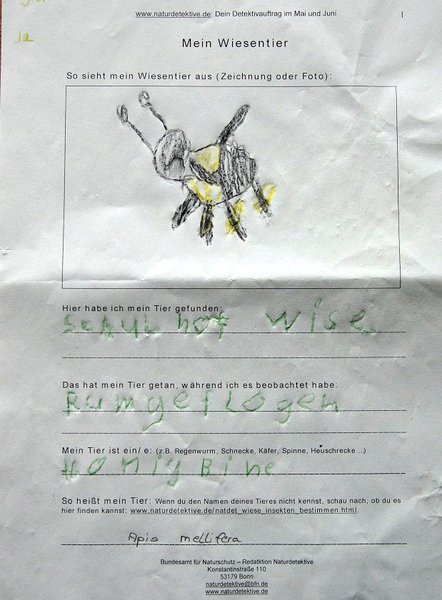 ja
www.naturdetektive.de: Dein Detektivauftrag im Mai und Juni
1
Mein Wiesentier
So sieht mein Wiesentier aus (Zeichnung oder Foto):
Hier habe ich mein Tier gefunden:
SchUL hof wise
Das hat mein Tier getan, während ich es beobachtet habe:
Rumgeflogen
Mein Tier ist ein/e: (z.B. Regenwurm, Schnecke, Käfer, Spinne, Heuschrecke ...)
Honig Bine
So heißt mein Tier: Wenn du den Namen deines Tieres nicht kennst, schau nach, ob du es
hier finden kannst: www.naturdetektive.de/natdet_wiese_insekten_bestimmen.html
Apis mellifera
Bundesamt für Naturschutz – Redaktion Naturdetektive
Konstantinstraße 110
53179 Bonn
naturdetektive@bfn.de
www.naturdetektive.de